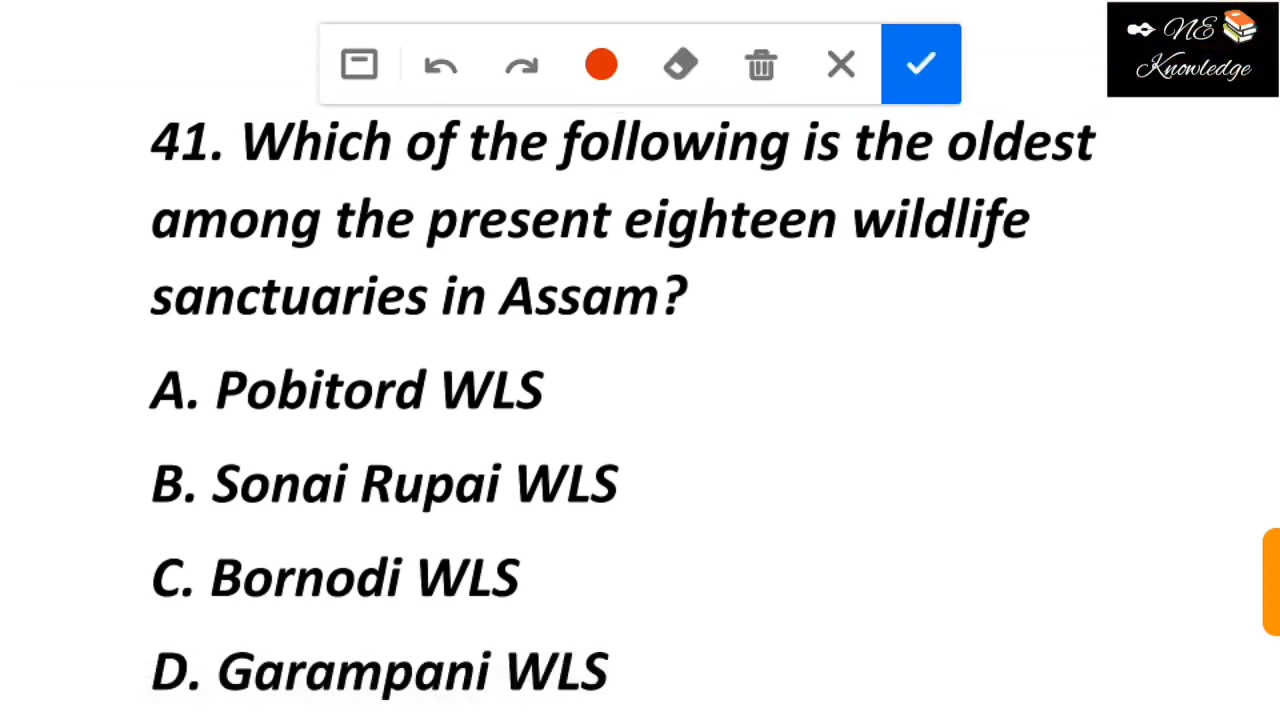 NE
Knowledge
41. Which of the following is the oldest
among the present eighteen wildlife
sanctuaries in Assam?
A. Pobitord WLS
B. Sonai Rupai WLS
C. Bornodi WLS
D. Garampani WLS